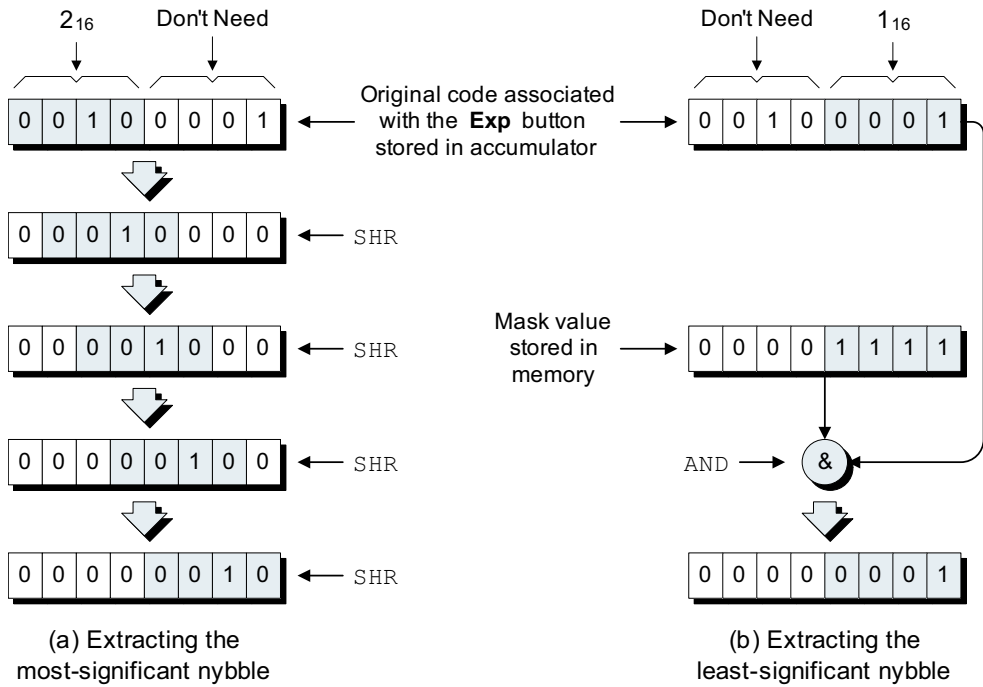 2₁₆ Don't Need
Don't Need 1₁₆
0 0 1 0 0 0 0 1
Original code associated
with the Exp button
stored in accumulator
0 0 1 0 0 0 0 1
0 0 0 1 0 0 0 0
SHR
0 0 0 0 1 0 0 0
SHR
Mask value
stored in
memory
0 0 0 0 1 1 1 1
0 0 0 0 0 1 0 0
SHR
AND
&
0 0 0 0 0 0 1 0
SHR
0 0 0 0 0 0 0 1
(a) Extracting the
most-significant nybble
(b) Extracting the
least-significant nybble